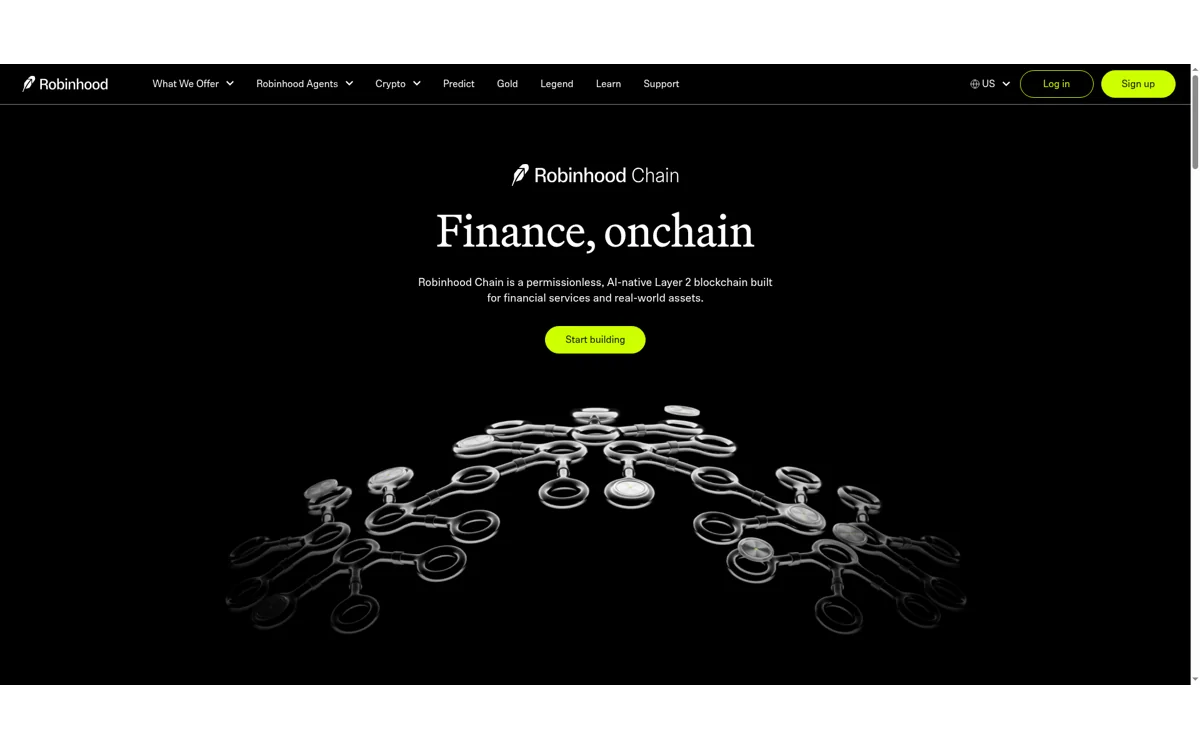 Robinhood
What We Offer
Robinhood Agents
Crypto
Predict
Gold
Legend
Learn
Support
US
Log in
Sign up
Robinhood Chain
Finance, onchain
Robinhood Chain is a permissionless, AI-native Layer 2 blockchain built
for financial services and real-world assets.
Start building